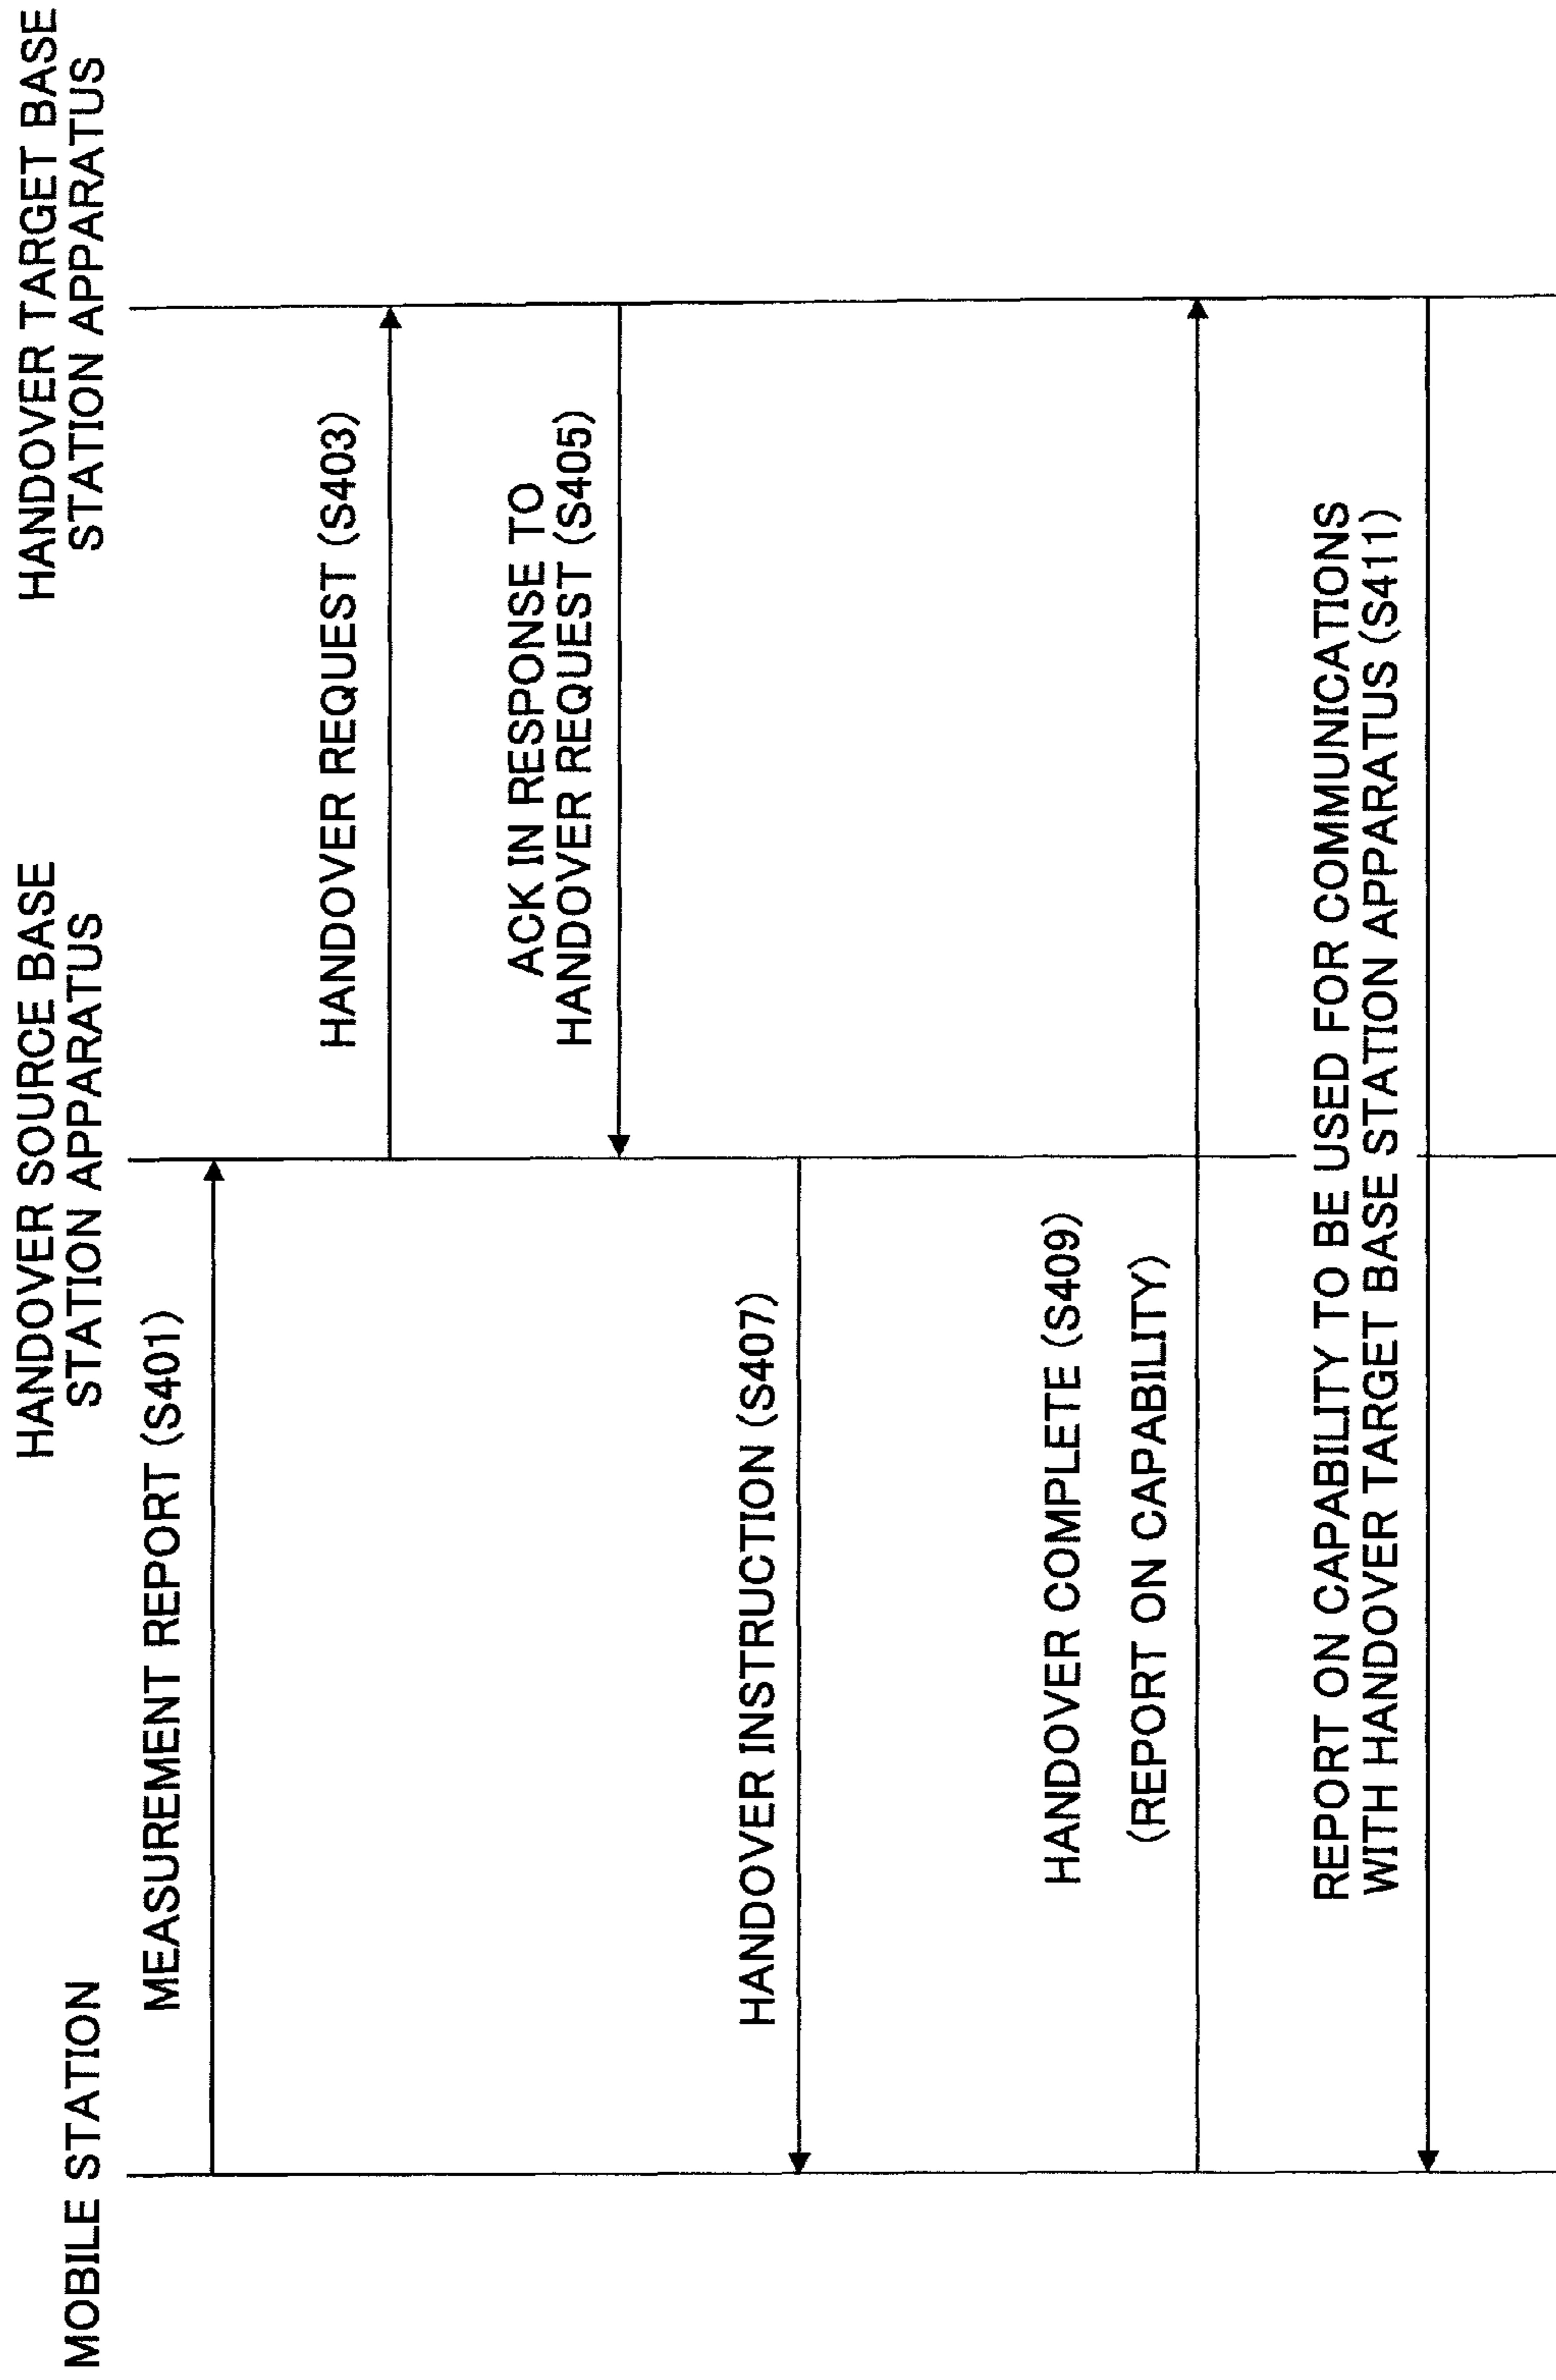 MOBILE STATION
HANDOVER SOURCE BASE
STATION APPARATUS
HANDOVER TARGET BASE
STATION APPARATUS
MEASUREMENT REPORT (S401)
HANDOVER REQUEST (S403)
ACK IN RESPONSE TO
HANDOVER REQUEST (S405)
HANDOVER INSTRUCTION (S407)
HANDOVER COMPLETE (S409)
(REPORT ON CAPABILITY)
REPORT ON CAPABILITY TO BE USED FOR COMMUNICATIONS
WITH HANDOVER TARGET BASE STATION APPARATUS (S411)